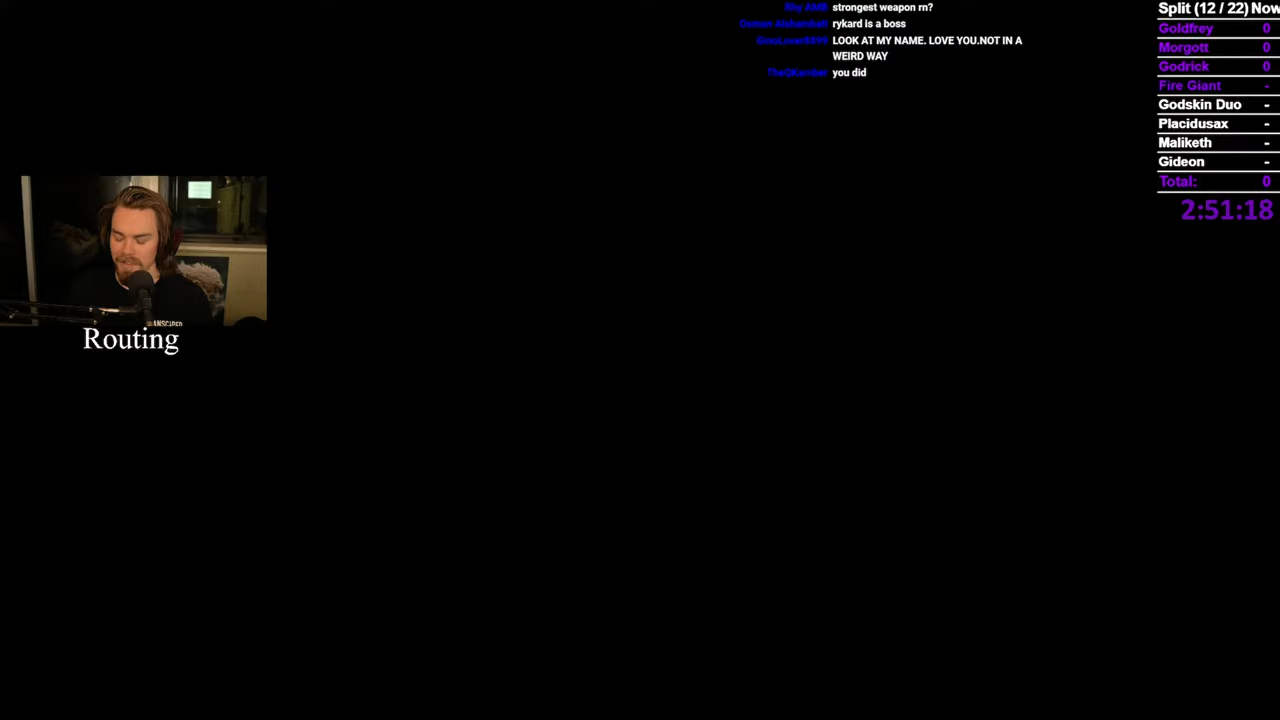 strongest weapon rn?
rykard is a boss
LOOK AT MY NAME. LOVE YOU.NOT IN A
WEIRD WAY
you did
Split (12 / 22) Now
Goldfrey 0
Morgott 0
Godrick 0
Fire Giant -
Godskin Duo -
Placidusax -
Maliketh -
Gideon -
Total: 0
2:51:18
Routing